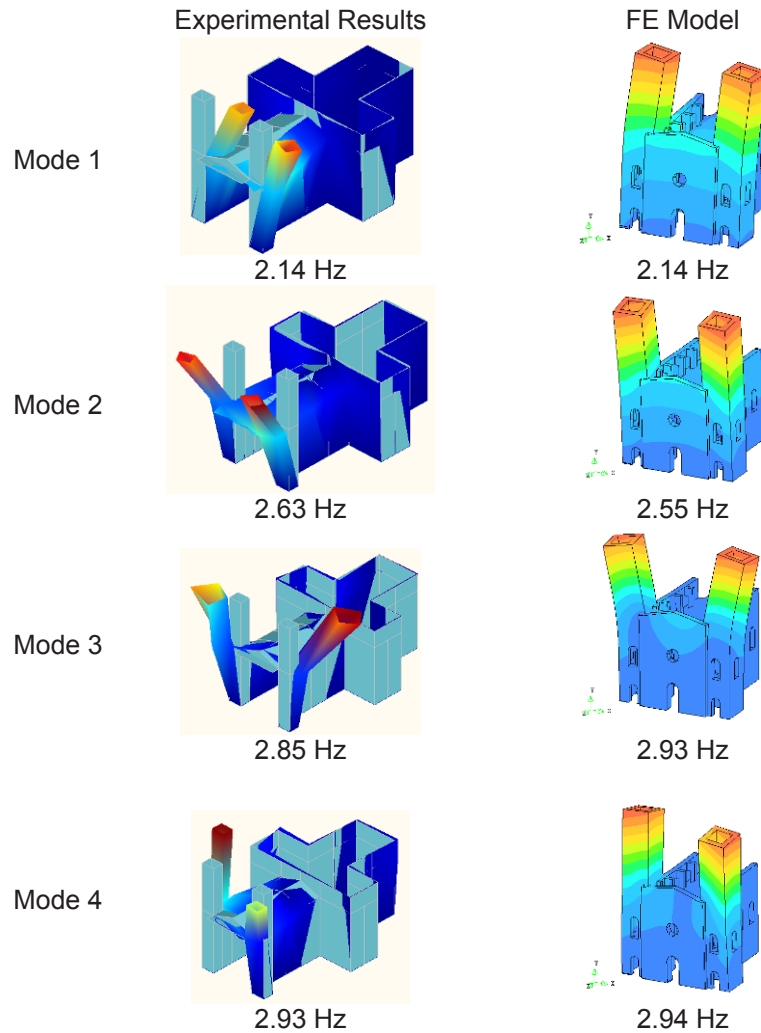 Experimental Results FE Model
Mode 1
2.14 Hz 2.14 Hz
Mode 2
2.63 Hz 2.55 Hz
Mode 3
2.85 Hz 2.93 Hz
Mode 4
2.93 Hz 2.94 Hz